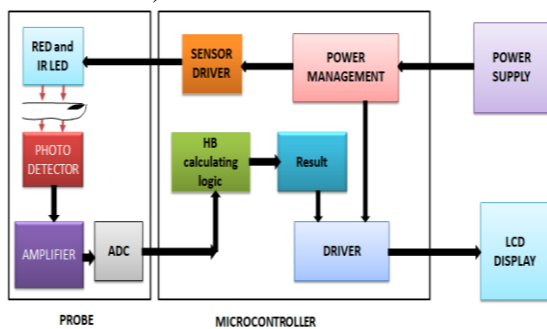 RED and
IR LED
SENSOR
DRIVER
POWER
MANAGEMENT
POWER
SUPPLY
PHOTO
DETECTOR
HB
calculating
logic
Result
AMPLIFIER
ADC
DRIVER
LCD
DISPLAY
PROBE
MICROCONTROLLER